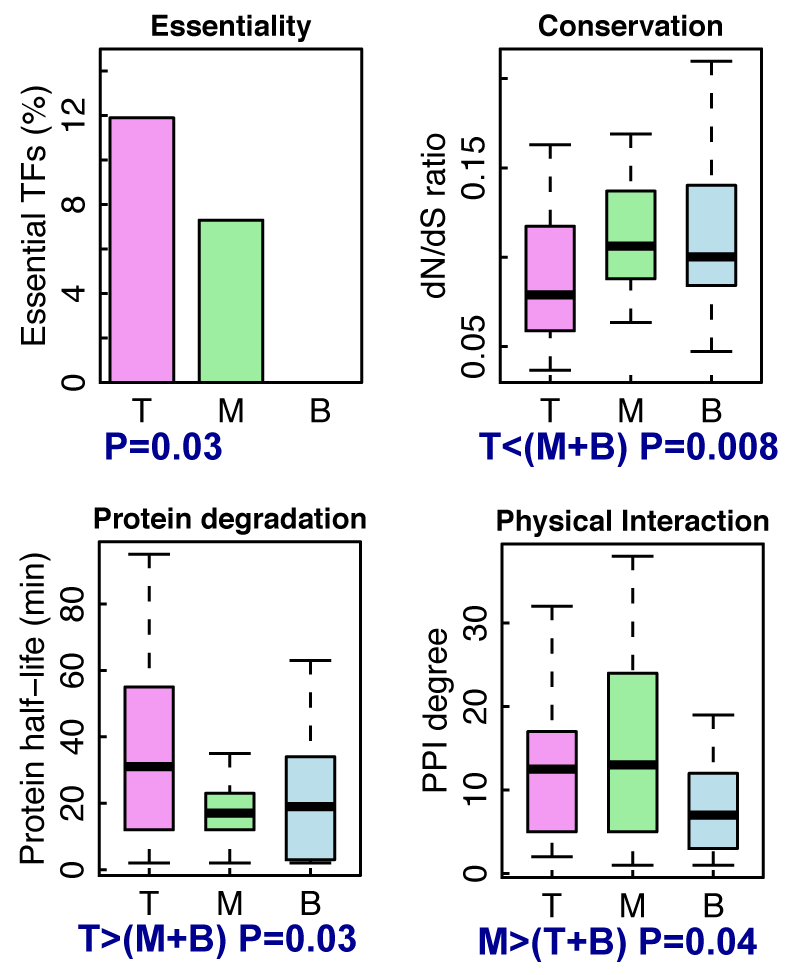 Essentiality
Essential TFs (%)
0
4
8
12
T M B
P=0.03
Conservation
dN/dS ratio
0.05
0.15
T M B
T<(M+B) P=0.008
Protein degradation
Protein half–life (min)
0
20
40
60
80
T M B
T>(M+B) P=0.03
Physical Interaction
PPI degree
0
10
20
30
T M B
M>(T+B) P=0.04